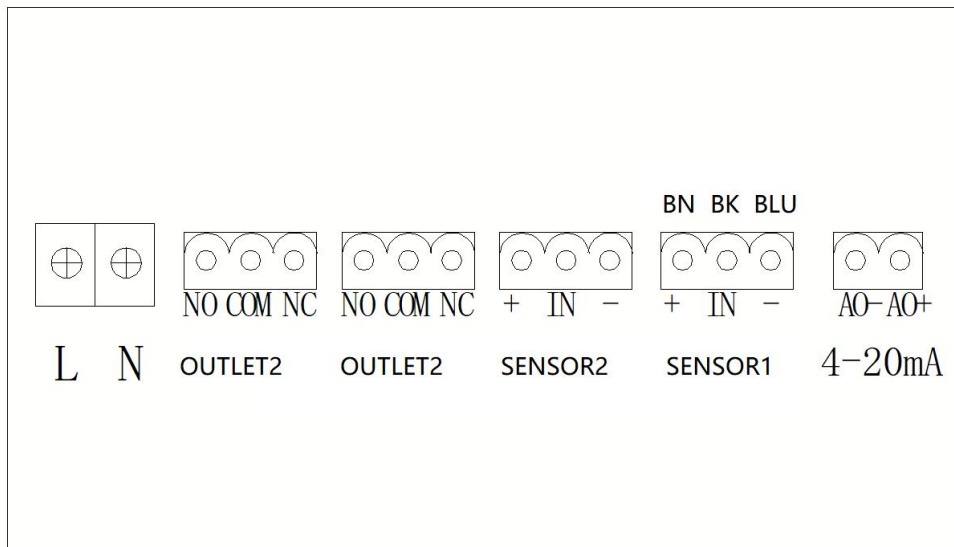 BN BK BLU
NO COM NC NO COM NC + IN - + IN - AO- AO+
L N OUTLET2 OUTLET2 SENSOR2 SENSOR1 4-20mA